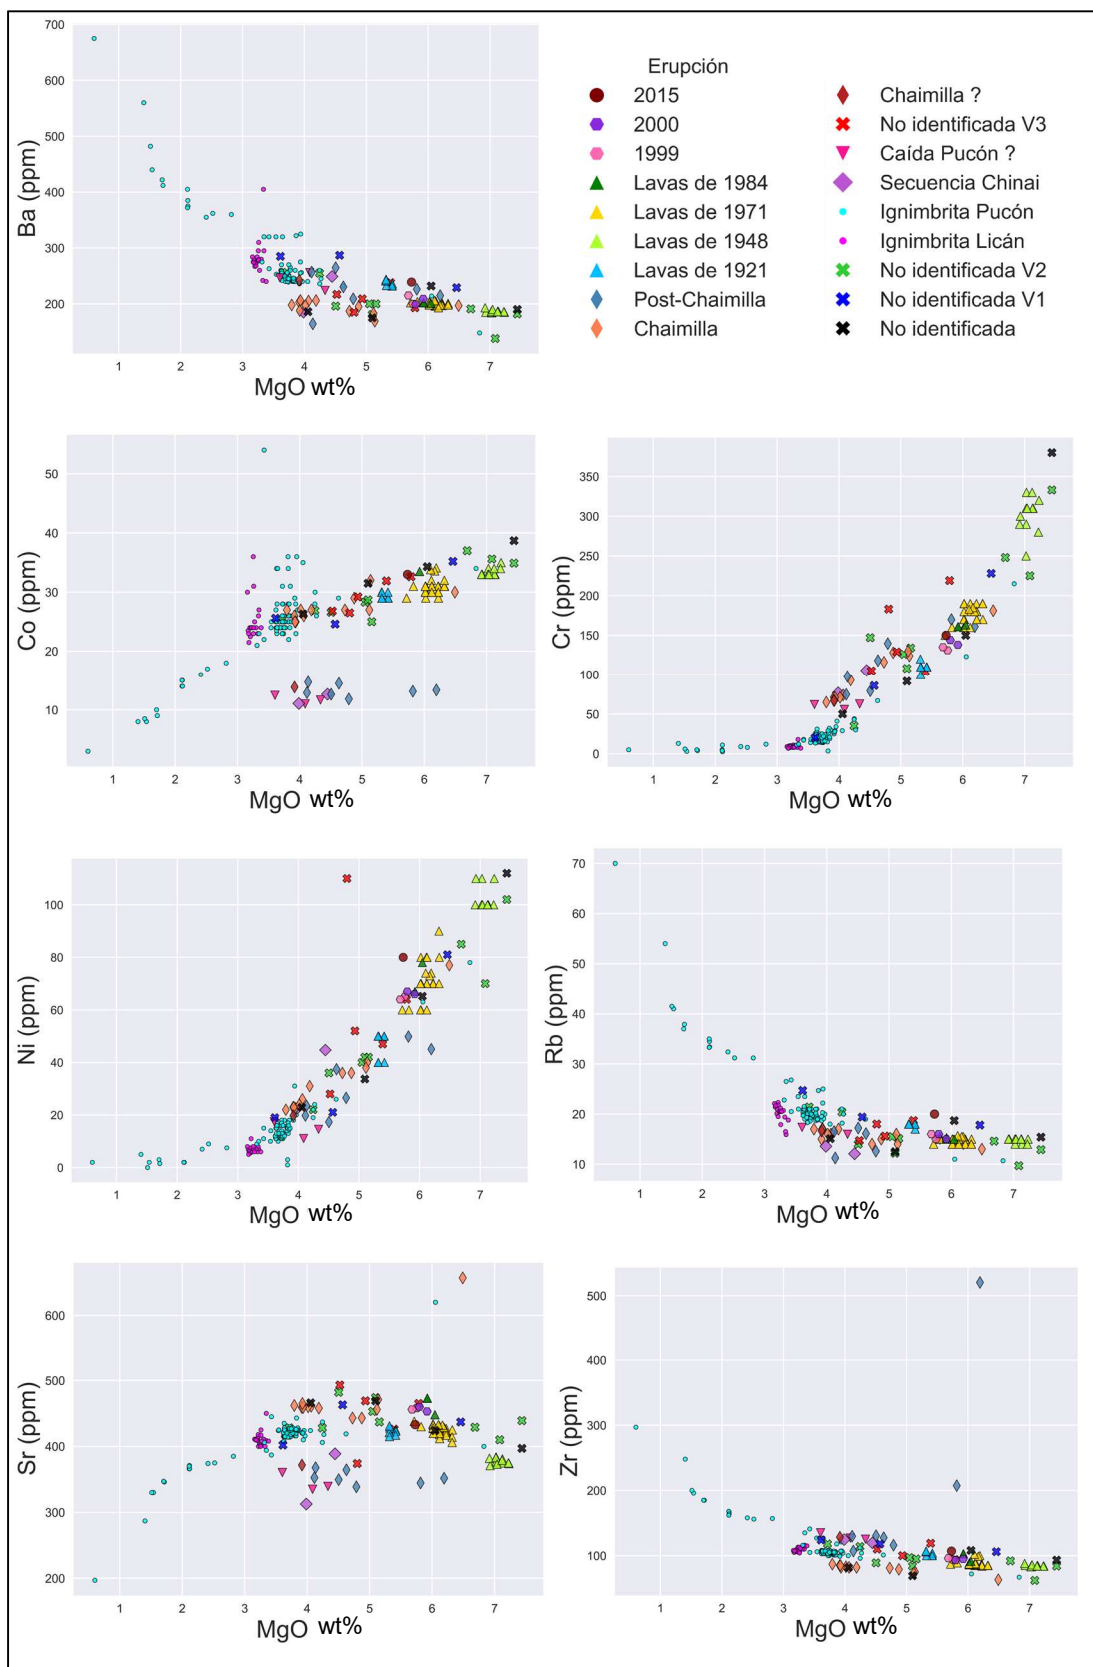 700
600
500
400
300
200
Ba (ppm)
1 2 3 4 5 6 7
MgO wt%
Erupción
2015
2000
1999
Lavas de 1984
Lavas de 1971
Lavas de 1948
Lavas de 1921
Post-Chaimilla
Chaimilla
Chaimilla ?
No identificada V3
Caída Pucón ?
Secuencia Chinai
Ignimbrita Pucón
Ignimbrita Licán
No identificada V2
No identificada V1
No identificada
50
40
30
20
10
Co (ppm)
1 2 3 4 5 6 7
MgO wt%
350
300
250
200
150
100
50
0
Cr (ppm)
1 2 3 4 5 6 7
MgO wt%
100
80
60
40
20
0
Ni (ppm)
1 2 3 4 5 6 7
MgO wt%
70
60
50
40
30
20
10
Rb (ppm)
1 2 3 4 5 6 7
MgO wt%
600
500
400
300
200
Sr (ppm)
1 2 3 4 5 6 7
MgO wt%
500
400
300
200
100
Zr (ppm)
1 2 3 4 5 6 7
MgO wt%